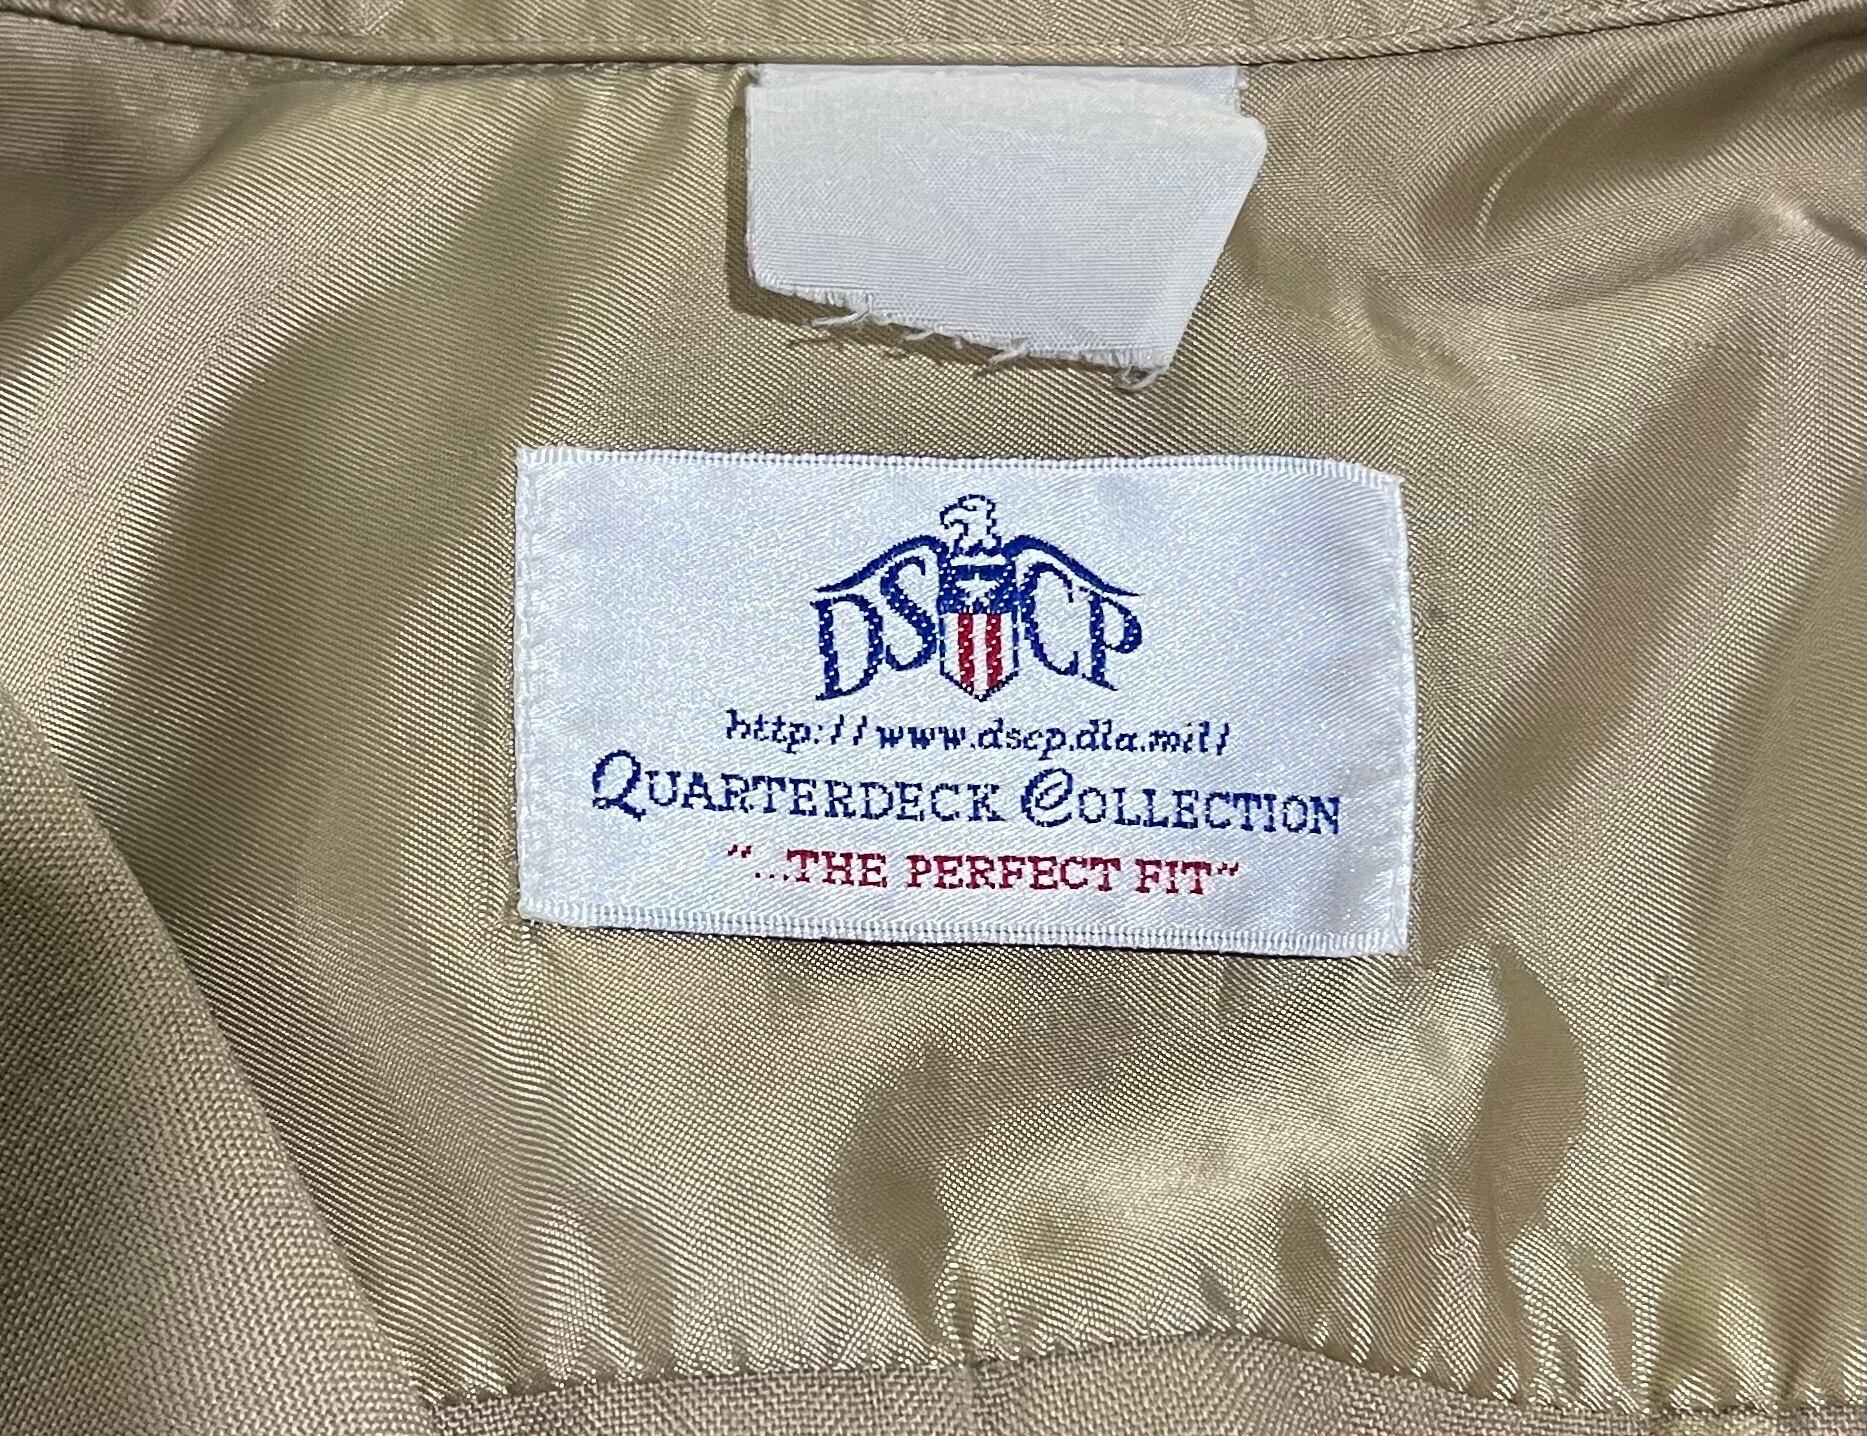 DSCP
http://www.dscp.dla.mil/
QUARTERDECK COLLECTION
"...THE PERFECT FIT"